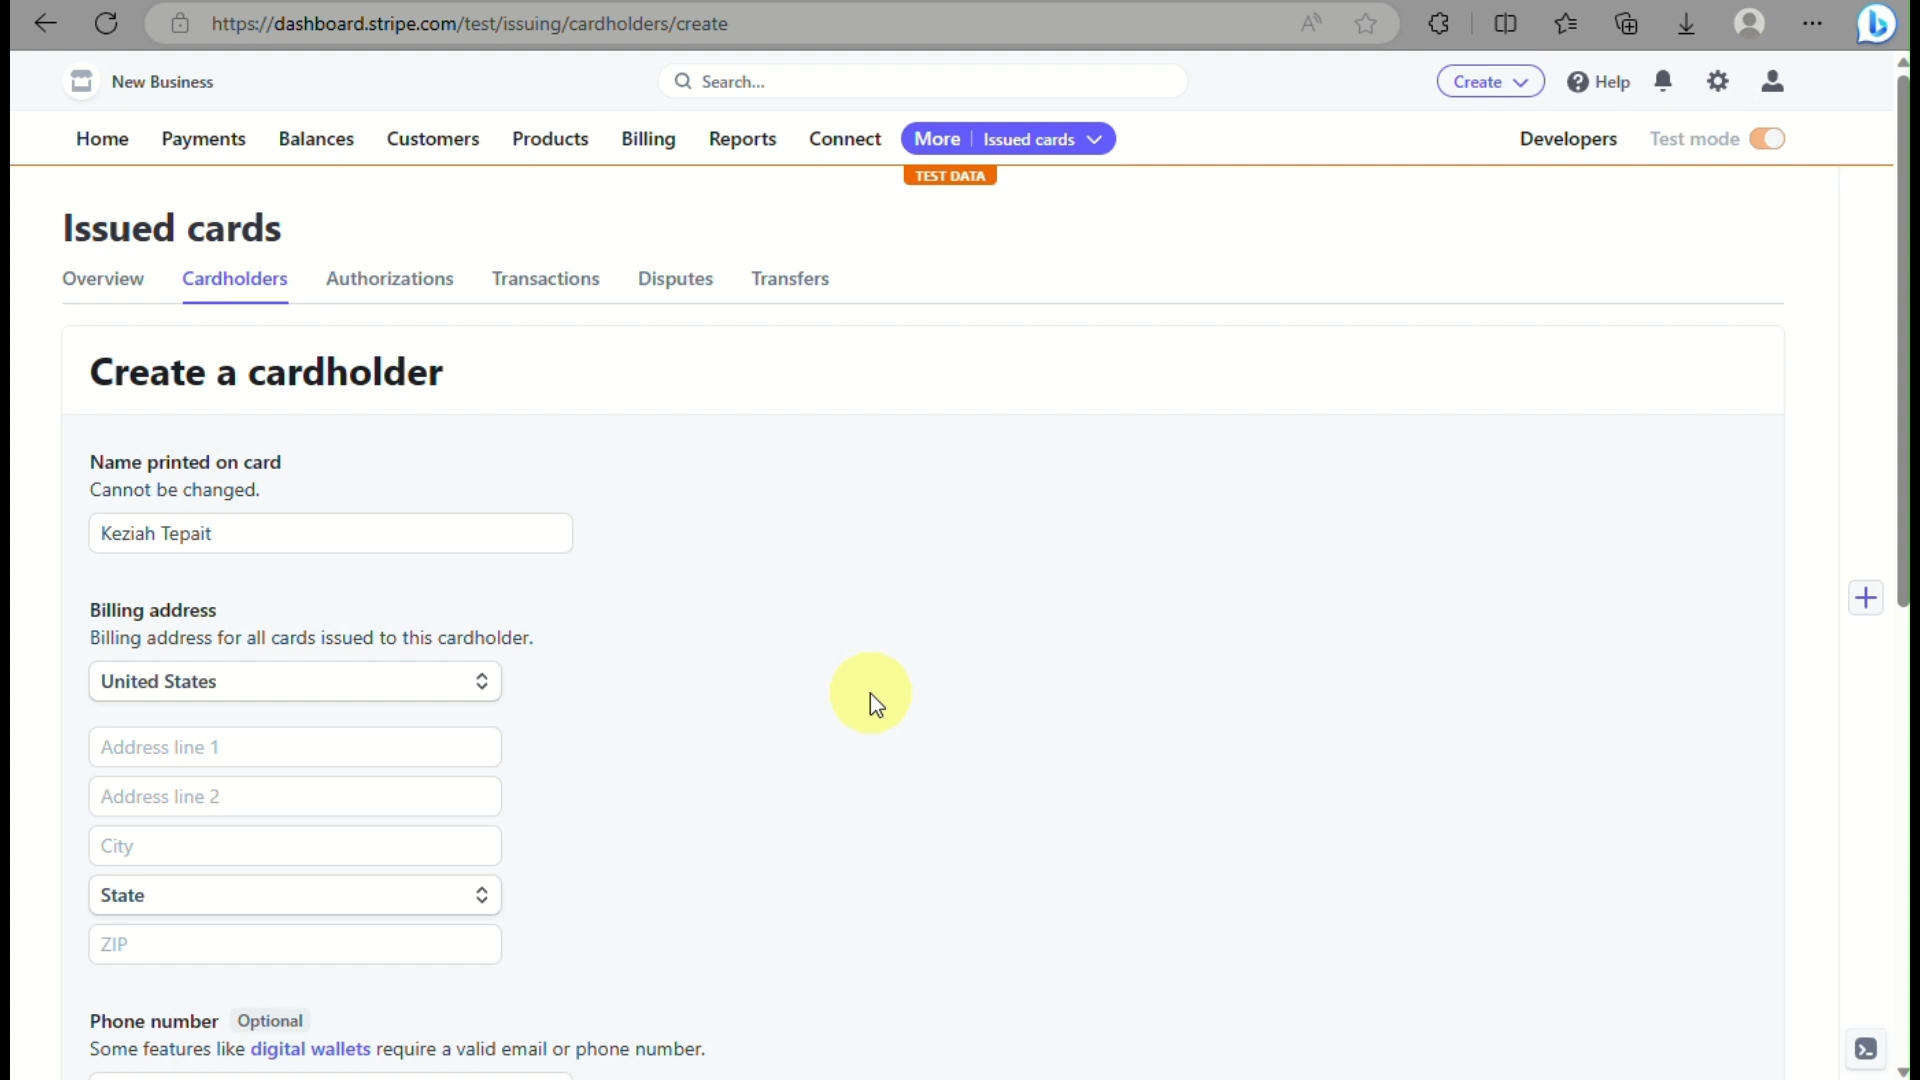 https://dashboard.stripe.com/test/issuing/cardholders/create
New Business
Search...
Create
Help
Home
Payments
Balances
Customers
Products
Billing
Reports
Connect
More
Issued cards
Developers
Test mode
TEST DATA
Issued cards
Overview
Cardholders
Authorizations
Transactions
Disputes
Transfers
Create a cardholder
Name printed on card
Cannot be changed.
Keziah Tepait
Billing address
Billing address for all cards issued to this cardholder.
United States
Address line 1
Address line 2
City
State
ZIP
Phone number Optional
Some features like digital wallets require a valid email or phone number.